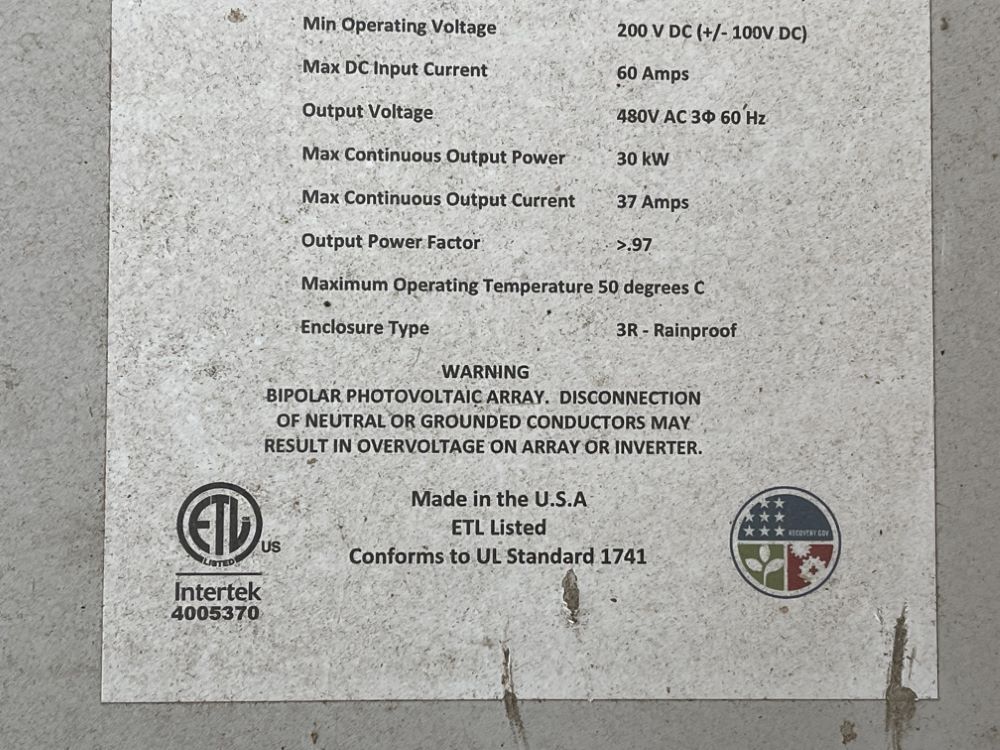 Min Operating Voltage 200 V DC (+/- 100V DC)
Max DC Input Current 60 Amps
Output Voltage 480V AC 3Φ 60 Hz
Max Continuous Output Power 30 kW
Max Continuous Output Current 37 Amps
Output Power Factor >.97
Maximum Operating Temperature 50 degrees C
Enclosure Type 3R - Rainproof
WARNING
BIPOLAR PHOTOVOLTAIC ARRAY. DISCONNECTION
OF NEUTRAL OR GROUNDED CONDUCTORS MAY
RESULT IN OVERVOLTAGE ON ARRAY OR INVERTER.
Made in the U.S.A
ETL Listed
Conforms to UL Standard 1741
ETL
LISTED
US
Intertek
4005370
RECOVERY.GOV